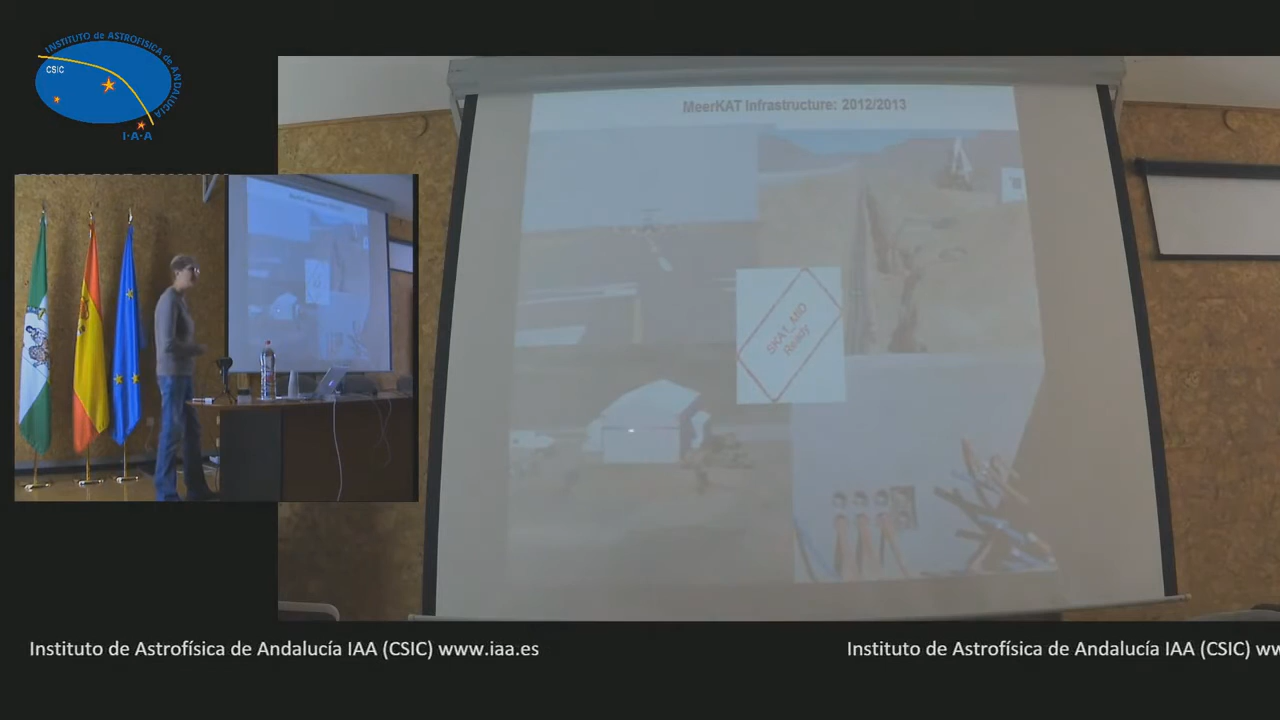 INSTITUTO de ASTROFÍSICA de ANDALUCÍA
CSIC
I·A·A
MeerKAT Infrastructure: 2012/2013
SKA1_MID
Ready
Instituto de Astrofísica de Andalucía IAA (CSIC) www.iaa.es
Instituto de Astrofísica de Andalucía IAA (CSIC) ww